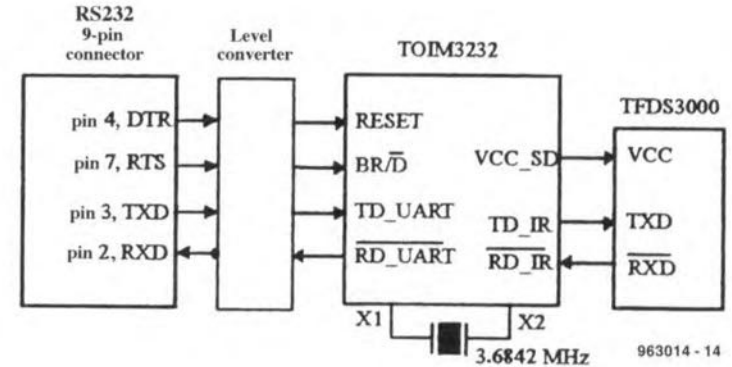 RS232
9-pin
connector
Level
converter
TOIM3232
TFDS3000
pin 4, DTR
pin 7, RTS
pin 3, TXD
pin 2, RXD
RESET
BR/D̅
TD_UART
RD_UART
VCC_SD
TD_IR
RD_IR
VCC
TXD
RXD
X1
X2
3.6842 MHz
963014 - 14